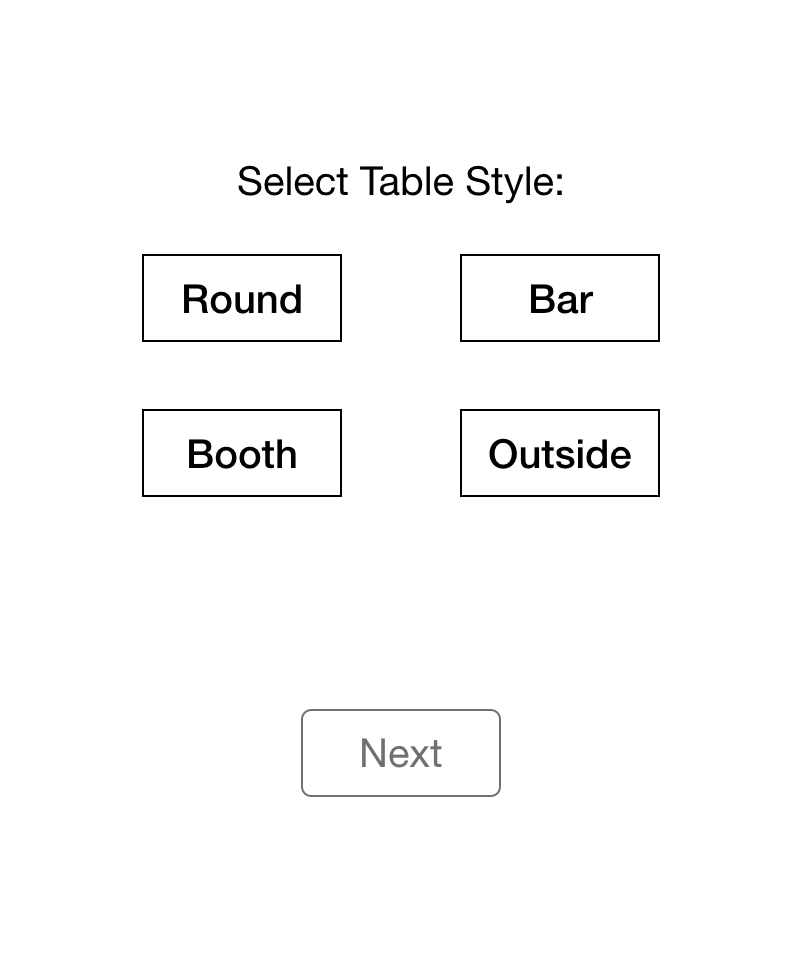 Select Table Style:
Round
Bar
Booth
Outside
Next